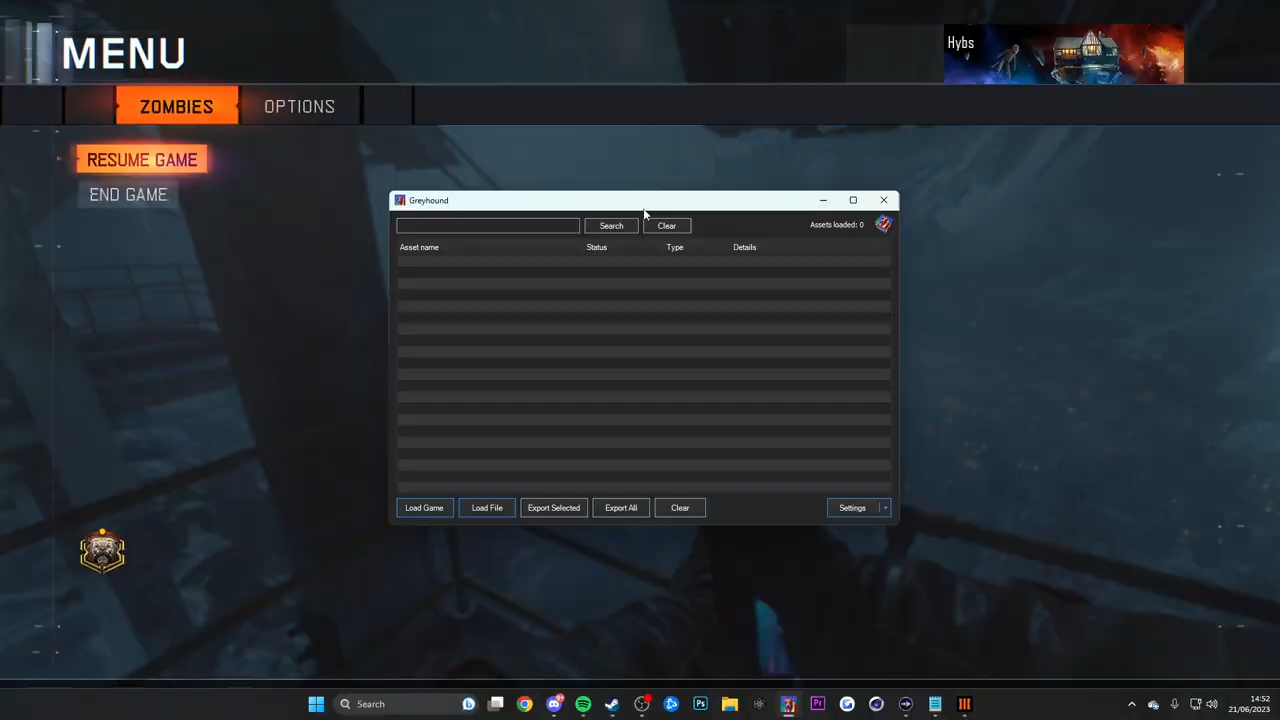 MENU
Hybs
ZOMBIES
OPTIONS
RESUME GAME
END GAME
Greyhound
Search
Clear
Assets loaded: 0
Asset name
Status
Type
Details
Load Game
Load File
Export Selected
Export All
Clear
Settings
Search
14:52
21/06/2023